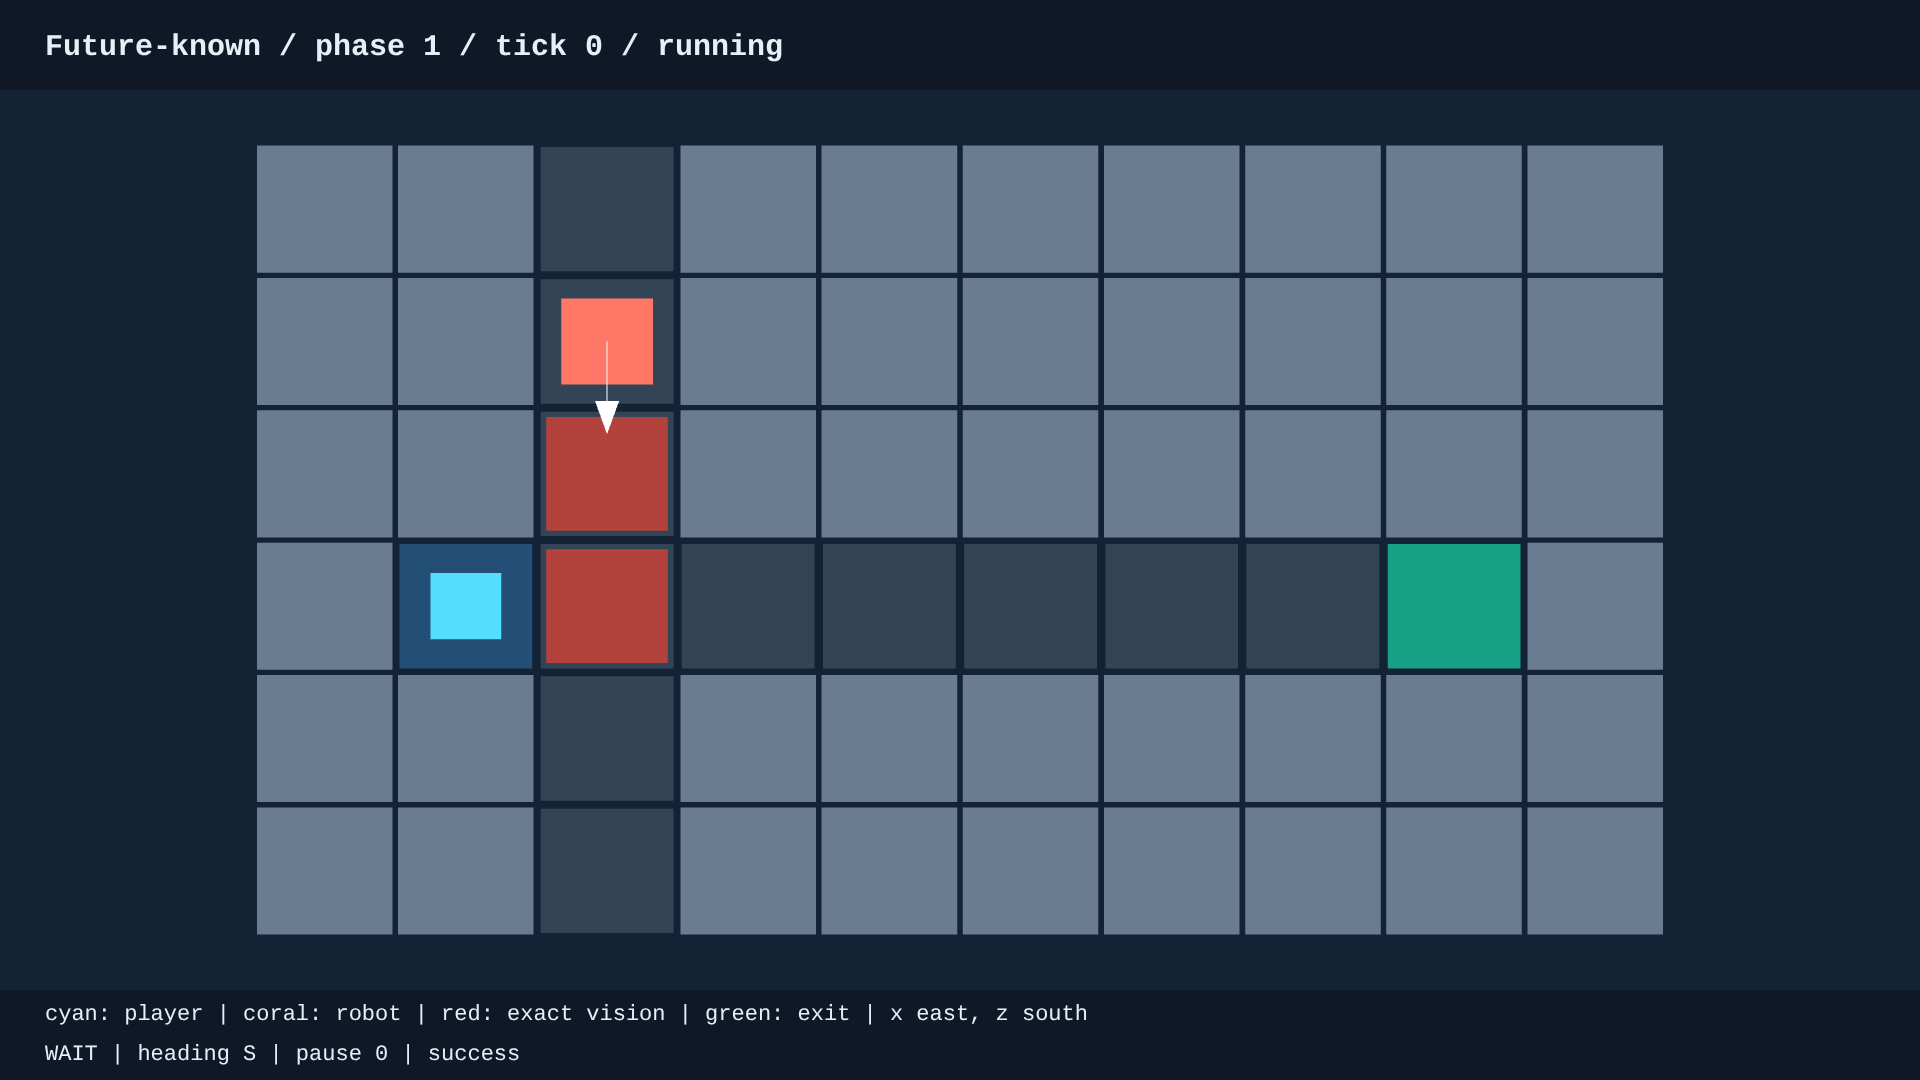 Future-known / phase 1 / tick 0 / running
cyan: player | coral: robot | red: exact vision | green: exit | x east, z south
WAIT | heading S | pause 0 | success